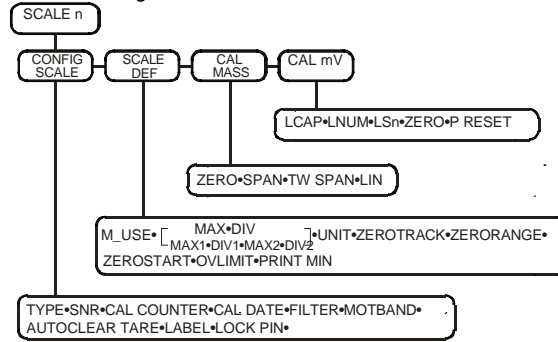 SCALE n
CONFIG
SCALE
SCALE
DEF
CAL
MASS
CAL mV
LCAP•LNUM•LSn•ZERO•P RESET
ZERO•SPAN•TW SPAN•LIN
M_USE•[ MAX•DIV
MAX1•DIV1•MAX2•DIV2 ]•UNIT•ZEROTRACK•ZERORANGE•
ZEROSTART•OVLIMIT•PRINT MIN
TYPE•SNR•CAL COUNTER•CAL DATE•FILTER•MOTBAND•
AUTOCLEAR TARE•LABEL•LOCK PIN•